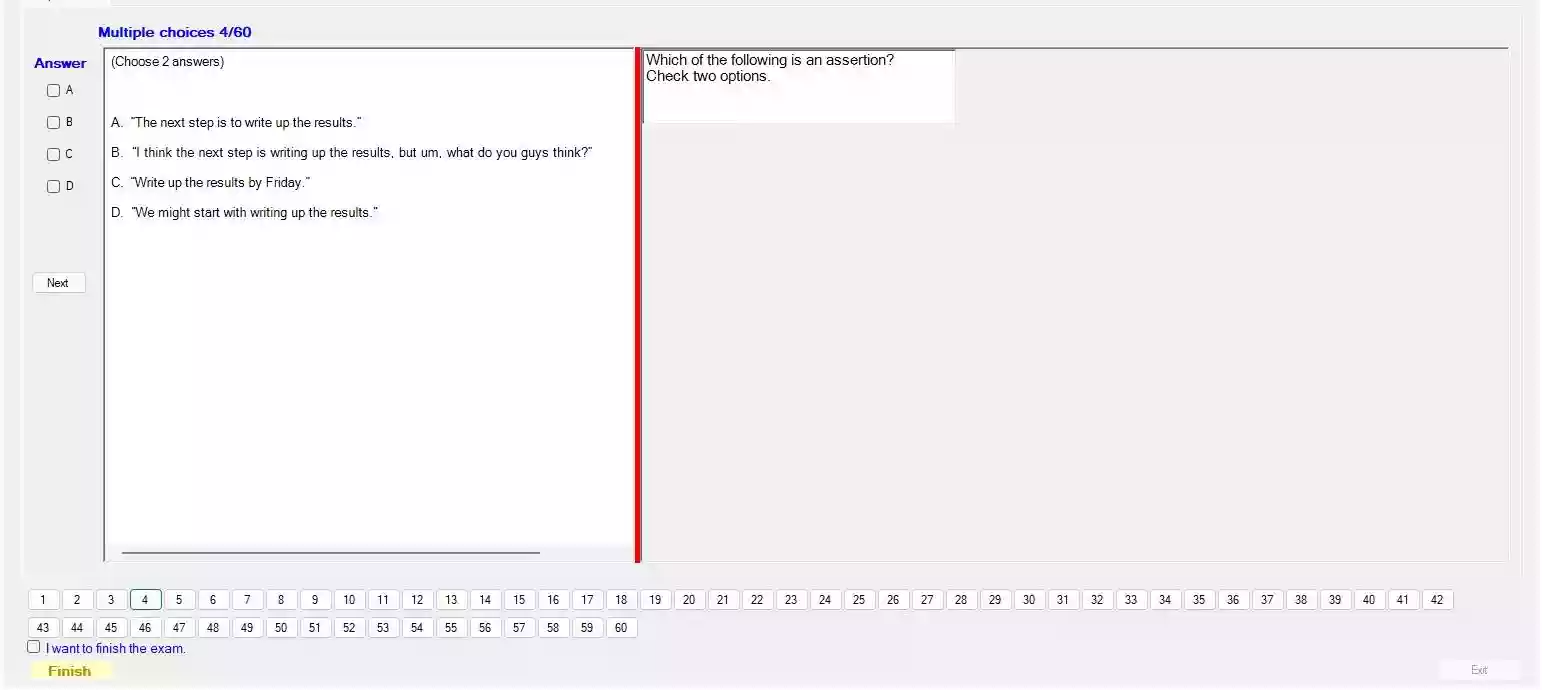 Multiple choices 4/60
Answer
A
B
C
D
Next
(Choose 2 answers)
A. "The next step is to write up the results."
B. "I think the next step is writing up the results, but um, what do you guys think?"
C. "Write up the results by Friday."
D. "We might start with writing up the results."
Which of the following is an assertion?
Check two options.
1 2 3 4 5 6 7 8 9 10 11 12 13 14 15 16 17 18 19 20 21 22 23 24 25 26 27 28 29 30 31 32 33 34 35 36 37 38 39 40 41 42
43 44 45 46 47 48 49 50 51 52 53 54 55 56 57 58 59 60
I want to finish the exam.
Finish
Exit